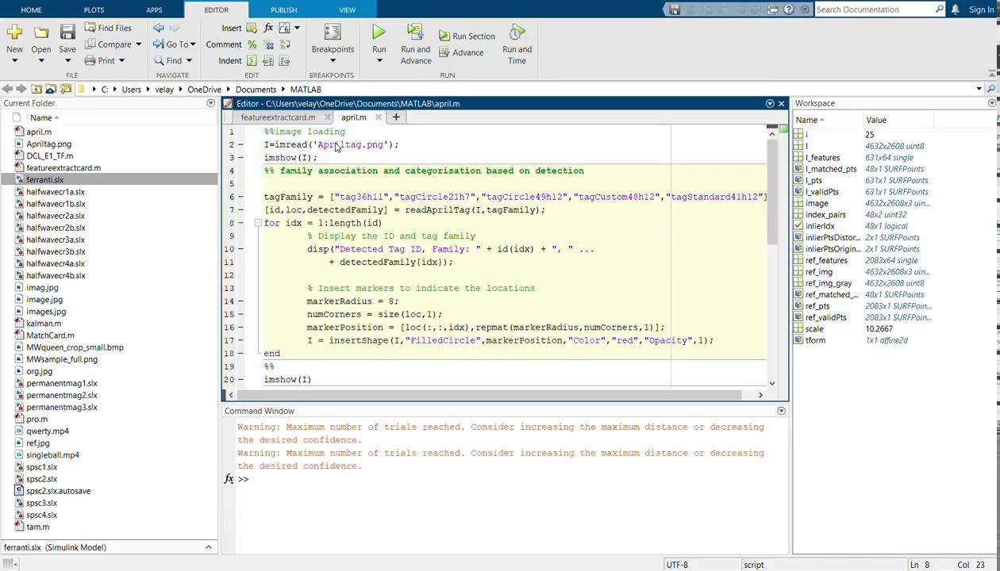 HOME PLOTS APPS EDITOR PUBLISH VIEW Search Documentation Sign In
New Open Save Find Files Compare Print
FILE
Go To Find
NAVIGATE
Insert fx
Comment
Indent
EDIT
Breakpoints
BREAKPOINTS
Run Run and Advance Run Section Advance Run and Time
RUN
C: Users velay OneDrive Documents MATLAB
Current Folder
Name
april.m
Apriltag.png
DCL_E1_TF.m
featureextractcard.m
ferranti.slx
halfwavecr1a.slx
halfwavecr1b.slx
halfwavecr2a.slx
halfwavecr2b.slx
halfwavecr3a.slx
halfwavecr3b.slx
halfwavecr4a.slx
halfwavecr4b.slx
imag.jpg
image.jpg
images.jpg
kalman.m
MatchCard.m
MWqueen_crop_small.bmp
MWsample_full.png
org.jpg
permanentmag1.slx
permanentmag2.slx
permanentmag3.slx
pro.m
qwerty.mp4
ref.jpg
singleball.mp4
spsc1.slx
spsc2.slx
spsc2.slx.autosave
spsc3.slx
spsc4.slx
tam.m
ferranti.slx (Simulink Model)
Editor - C:\Users\velay\OneDrive\Documents\MATLAB\april.m
featureextractcard.m april.m
1 %%image loading
2 I=imread('Apriltag.png');
3 imshow(I);
4 %% family association and categorisation based on detection
5
6 tagFamily = ["tag36h11","tagCircle21h7","tagCircle49h12","tagCustom48h12","tagStandard41h12"]
7 [id,loc,detectedFamily] = readAprilTag(I,tagFamily);
8 for idx = 1:length(id)
9 % Display the ID and tag family
10 disp("Detected Tag ID, Family: " + id(idx) + ", " ...
11 + detectedFamily{idx});
12
13 % Insert markers to indicate the locations
14 markerRadius = 8;
15 numCorners = size(loc,1);
16 markerPosition = [loc(:,:,idx),repmat(markerRadius,numCorners,1)];
17 I = insertShape(I,"FilledCircle",markerPosition,"Color","red","Opacity",1);
18 end
19 %%
20 imshow(I)
Command Window
Warning: Maximum number of trials reached. Consider increasing the maximum distance or decreasing
the desired confidence.
Warning: Maximum number of trials reached. Consider increasing the maximum distance or decreasing
the desired confidence.
fx >>
Workspace
Name Value
i 25
I 4632x2608 uint8
I_features 631x64 single
I_matched_pts 48x1 SURFPoints
I_pts 631x1 SURFPoints
I_validPts 631x1 SURFPoints
image 4632x2608x3 uin...
index_pairs 48x2 uint32
inlierIdx 48x1 logical
inlierPtsDistor... 2x1 SURFPoints
inlierPtsOrigin... 2x1 SURFPoints
ref_features 2083x64 single
ref_img 4632x2608x3 uin...
ref_img_gray 4632x2608 uint8
ref_matched_... 48x1 SURFPoints
ref_pts 2083x1 SURFPoin...
ref_validPts 2083x1 SURFPoin...
scale 10.2667
tform 1x1 affine2d
UTF-8 script Ln 8 Col 23